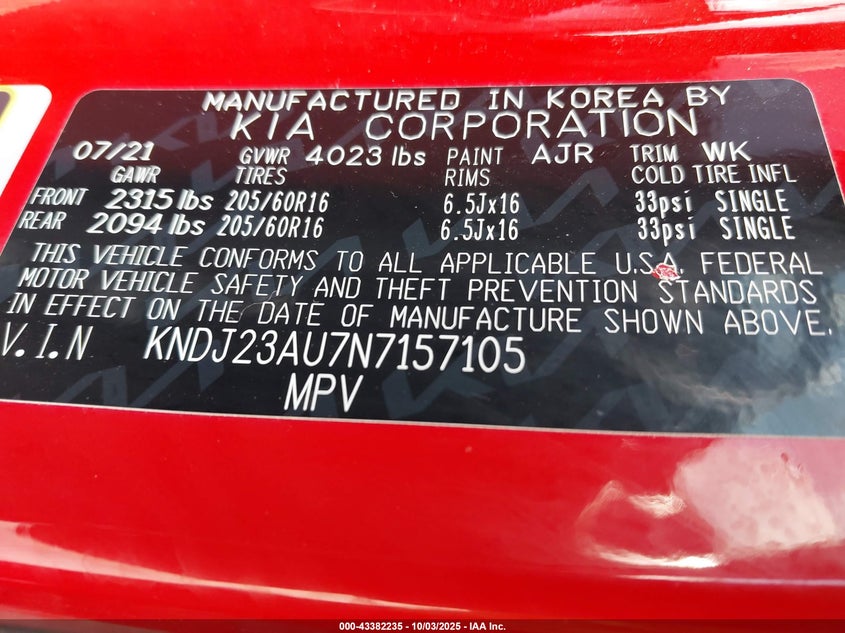 MANUFACTURED IN KOREA BY
KIA CORPORATION
07/21 GVWR 4023 lbs PAINT AJR TRIM WK
GAWR TIRES RIMS COLD TIRE INFL
FRONT 2315 lbs 205/60R16 6.5Jx16 33psi SINGLE
REAR 2094 lbs 205/60R16 6.5Jx16 33psi SINGLE
THIS VEHICLE CONFORMS TO ALL APPLICABLE U.S.A. FEDERAL
MOTOR VEHICLE SAFETY AND THEFT PREVENTION STANDARDS
IN EFFECT ON THE DATE OF MANUFACTURE SHOWN ABOVE.
V.I.N KNDJ23AU7N7157105
MPV
000-43382235 - 10/03/2025 - IAA Inc.